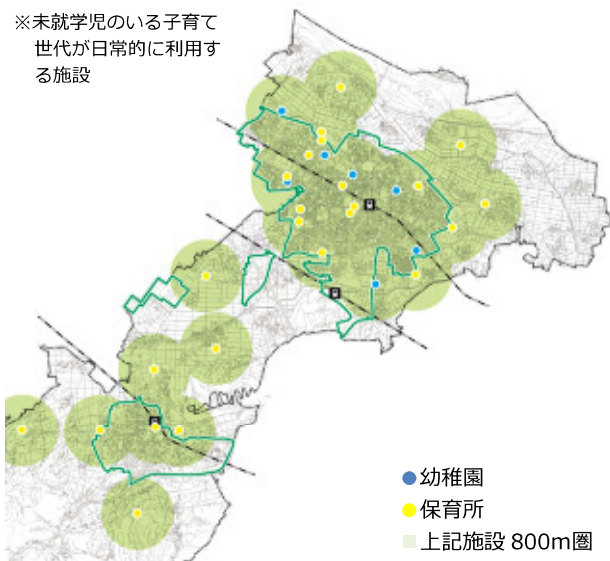 ※未就学児のいる子育て
世代が日常的に利用す
る施設
幼稚園
保育所
上記施設 800m圏